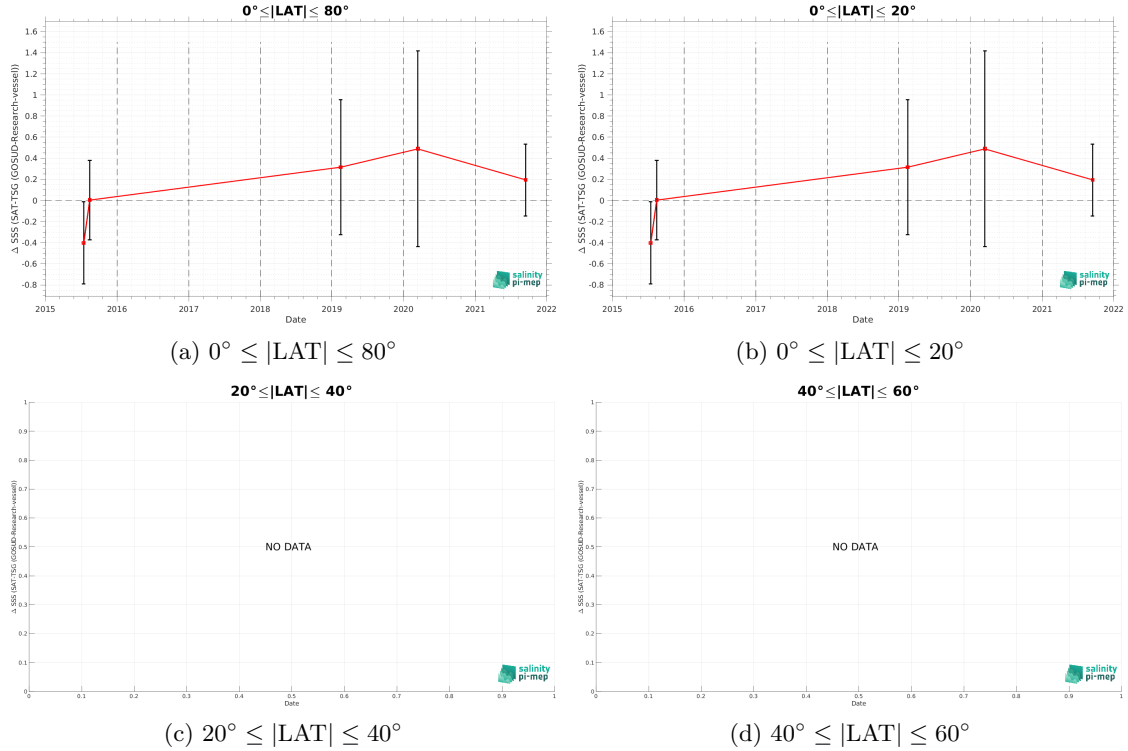 0°≤|LAT|≤ 80°
Δ SSS (SAT-TSG (GOSUD-Research-vessel))
1.6
1.4
1.2
1
0.8
0.6
0.4
0.2
0
-0.2
-0.4
-0.6
-0.8
2015 2016 2017 2018 2019 2020 2021 2022
Date
salinity
pi-mep
(a) 0° ≤ |LAT| ≤ 80°
0°≤|LAT|≤ 20°
Δ SSS (SAT-TSG (GOSUD-Research-vessel))
1.6
1.4
1.2
1
0.8
0.6
0.4
0.2
0
-0.2
-0.4
-0.6
-0.8
2015 2016 2017 2018 2019 2020 2021 2022
Date
salinity
pi-mep
(b) 0° ≤ |LAT| ≤ 20°
20°≤|LAT|≤ 40°
Δ SSS (SAT-TSG (GOSUD-Research-vessel))
1
0.9
0.8
0.7
0.6
0.5
0.4
0.3
0.2
0.1
0
NO DATA
0 0.1 0.2 0.3 0.4 0.5 0.6 0.7 0.8 0.9 1
Date
salinity
pi-mep
(c) 20° ≤ |LAT| ≤ 40°
40°≤|LAT|≤ 60°
Δ SSS (SAT-TSG (GOSUD-Research-vessel))
1
0.9
0.8
0.7
0.6
0.5
0.4
0.3
0.2
0.1
0
NO DATA
0 0.1 0.2 0.3 0.4 0.5 0.6 0.7 0.8 0.9 1
Date
salinity
pi-mep
(d) 40° ≤ |LAT| ≤ 60°